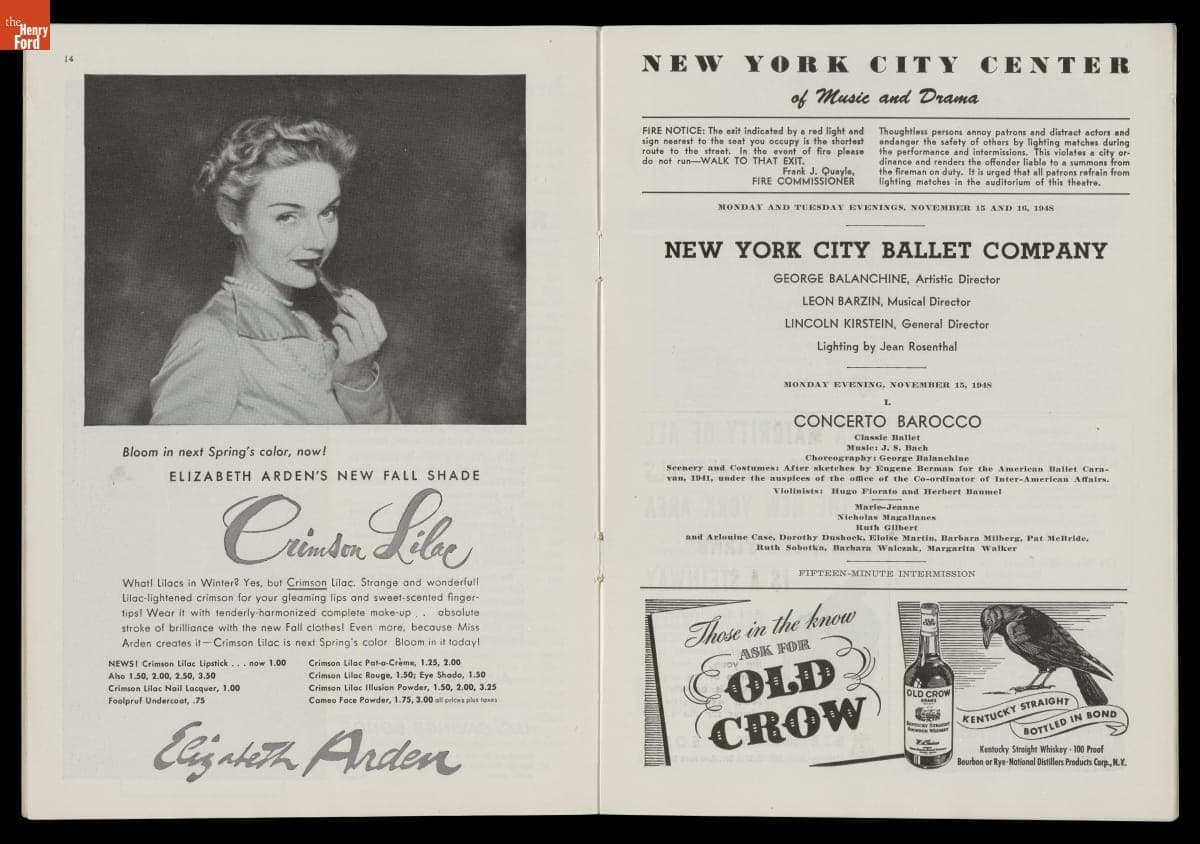 the
Henry
Ford
14
Bloom in next Spring's color, now!
ELIZABETH ARDEN'S NEW FALL SHADE
Crimson Lilac
What! Lilacs in Winter? Yes, but Crimson Lilac. Strange and wonderful!
Lilac-lightened crimson for your gleaming lips and sweet-scented finger-
tips! Wear it with tenderly-harmonized complete make-up . . absolute
stroke of brilliance with the new Fall clothes! Even more, because Miss
Arden creates it—Crimson Lilac is next Spring's color Bloom in it today!
NEWS! Crimson Lilac Lipstick . . . now 1.00
Also 1.50, 2.00, 2.50, 3.50
Crimson Lilac Nail Lacquer, 1.00
Foolpruf Undercoat, .75
Crimson Lilac Pat-a-Crème, 1.25, 2.00
Crimson Lilac Rouge, 1.50; Eye Shado, 1.50
Crimson Lilac Illusion Powder, 1.50, 2.00, 3.25
Cameo Face Powder, 1.75, 3.00 all prices plus taxes
Elizabeth Arden
NEW YORK CITY CENTER
of Music and Drama
FIRE NOTICE: The exit indicated by a red light and
sign nearest to the seat you occupy is the shortest
route to the street. In the event of fire please
do not run—WALK TO THAT EXIT.
Frank J. Quayle,
FIRE COMMISSIONER
Thoughtless persons annoy patrons and distract actors and
endanger the safety of others by lighting matches during
the performance and intermissions. This violates a city or-
dinance and renders the offender liable to a summons from
the fireman on duty. It is urged that all patrons refrain from
lighting matches in the auditorium of this theatre.
MONDAY AND TUESDAY EVENINGS, NOVEMBER 15 AND 16, 1948
NEW YORK CITY BALLET COMPANY
GEORGE BALANCHINE, Artistic Director
LEON BARZIN, Musical Director
LINCOLN KIRSTEIN, General Director
Lighting by Jean Rosenthal
MONDAY EVENING, NOVEMBER 15, 1948
I.
CONCERTO BAROCCO
Classic Ballet
Music: J. S. Bach
Choreography: George Balanchine
Scenery and Costumes: After sketches by Eugene Berman for the American Ballet Cara-
van, 1941, under the auspices of the office of the Co-ordinator of Inter-American Affairs.
Violinists: Hugo Fiorato and Herbert Baumel
Marie-Jeanne
Nicholas Magallanes
Ruth Gilbert
and Arlouine Case, Dorothy Dushock, Eloise Martin, Barbara Milberg, Pat McBride,
Ruth Sobotka, Barbara Walczak, Margarita Walker
FIFTEEN-MINUTE INTERMISSION
Those in the know
ASK FOR
OLD
CROW
OLD
CROW
OLD CROW
BRAND
KENTUCKY STRAIGHT
BOURBON WHISKEY
KENTUCKY STRAIGHT
BOTTLED IN BOND
Kentucky Straight Whiskey · 100 Proof
Bourbon or Rye · National Distillers Products Corp., N.Y.